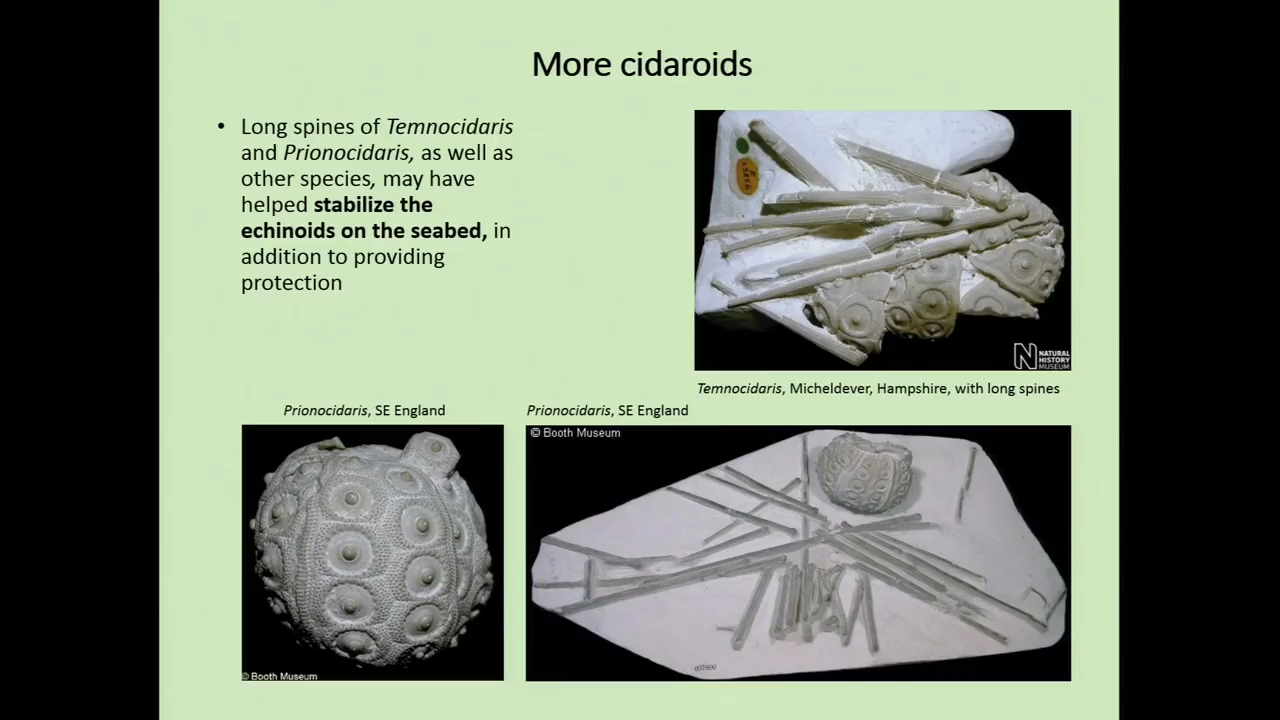 More cidaroids
• Long spines of Temnocidaris
and Prionocidaris, as well as
other species, may have
helped stabilize the
echinoids on the seabed, in
addition to providing
protection
NATURAL
HISTORY
MUSEUM
Temnocidaris, Micheldever, Hampshire, with long spines
Prionocidaris, SE England
© Booth Museum
Prionocidaris, SE England
© Booth Museum